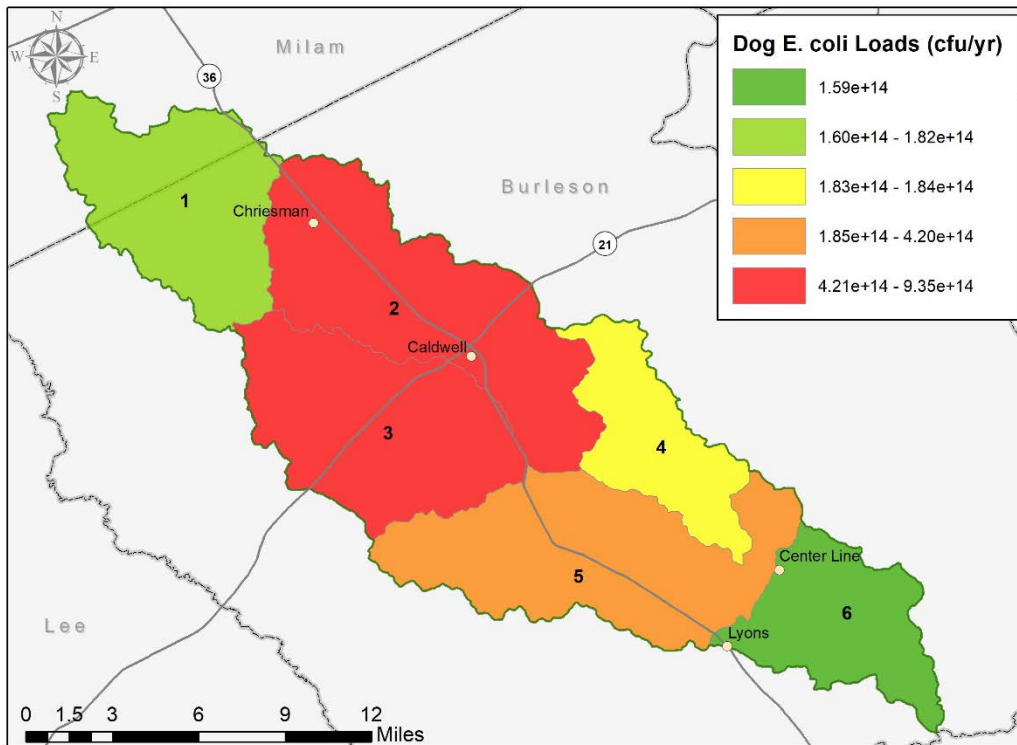 N
W E
S
Milam
36
Dog E. coli Loads (cfu/yr)
1.59e+14
1.60e+14 - 1.82e+14
1.83e+14 - 1.84e+14
1.85e+14 - 4.20e+14
4.21e+14 - 9.35e+14
Burleson
1
Chriesman
21
2
Caldwell
3
4
Center Line
5
6
Lee
Lyons
0 1.5 3 6 9 12
Miles